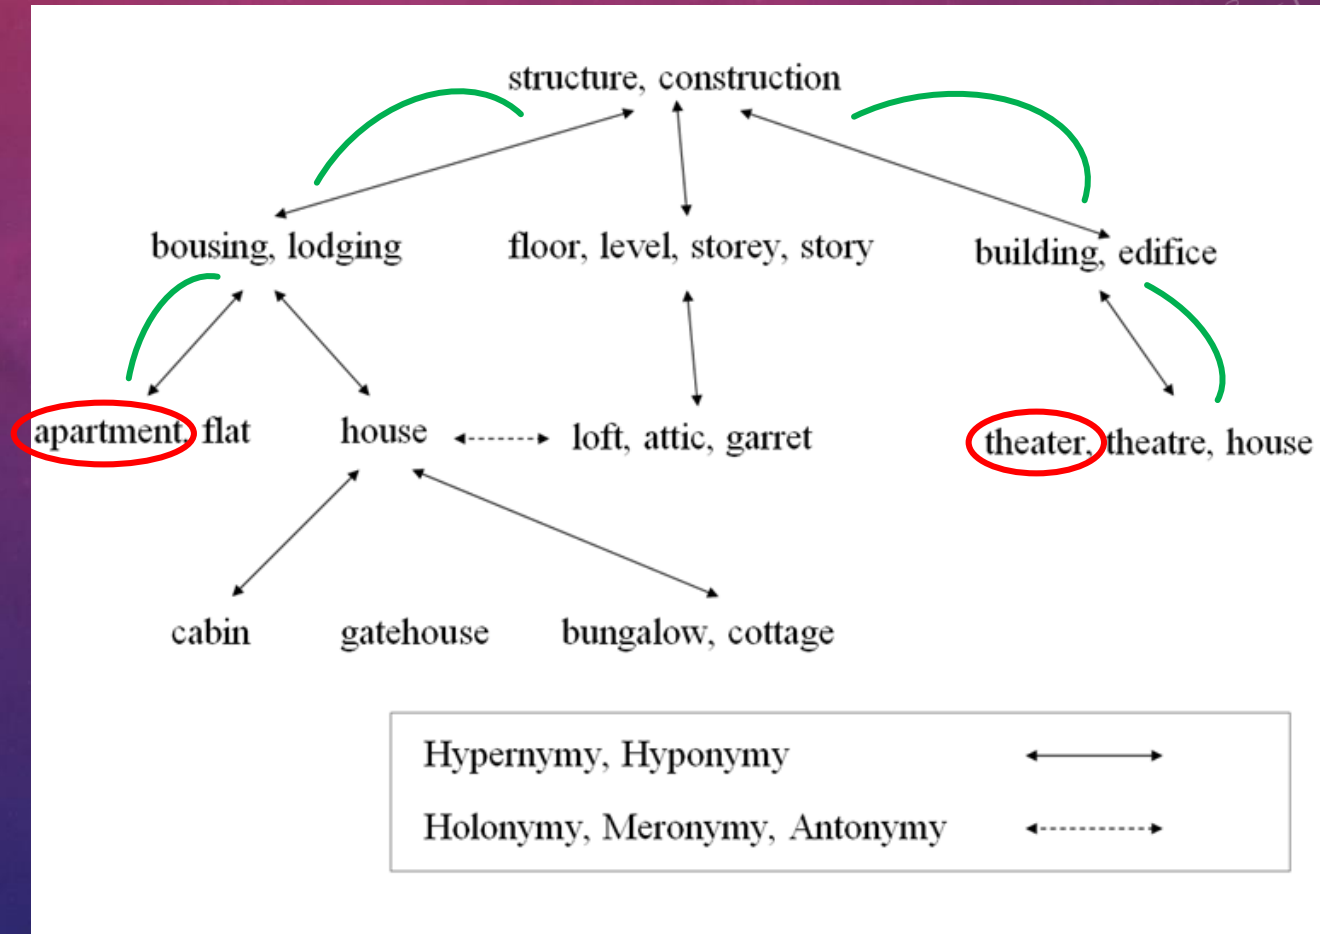 structure, construction
bousing, lodging
floor, level, storey, story
building, edifice
apartment, flat
house
loft, attic, garret
theater, theatre, house
cabin
gatehouse
bungalow, cottage
Hypernymy, Hyponymy
Holonymy, Meronymy, Antonymy